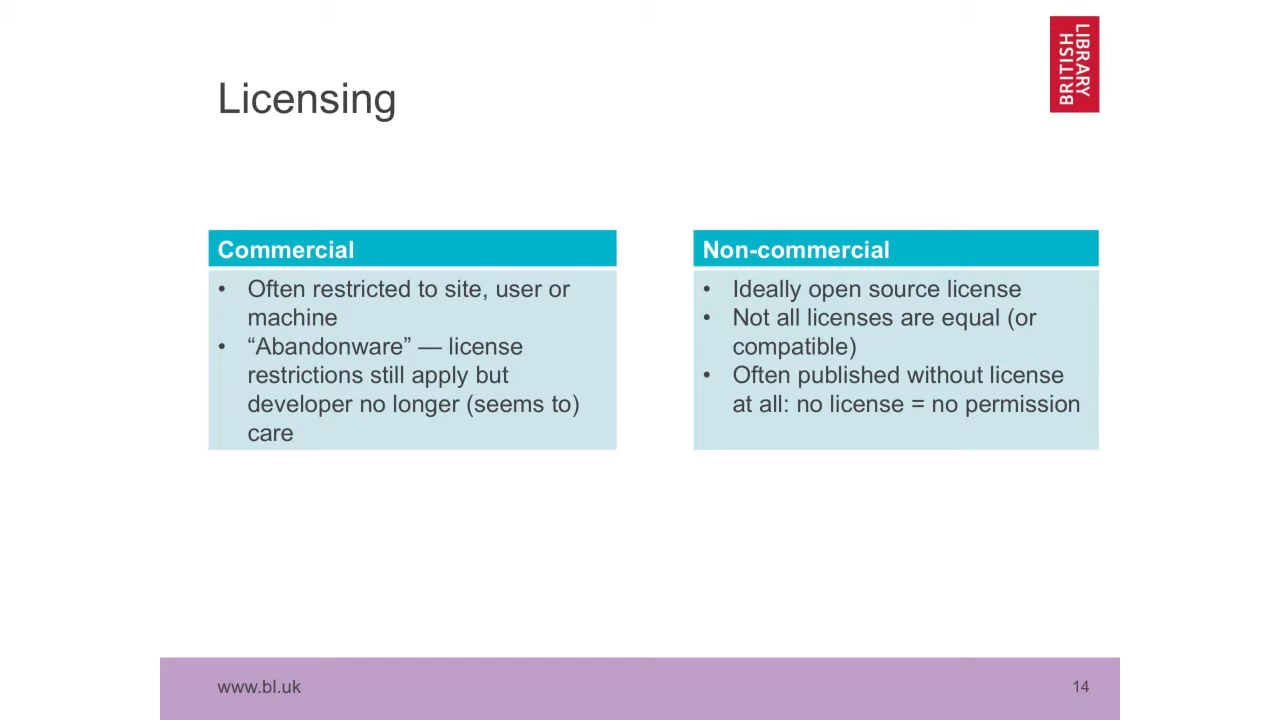 BRITISH
LIBRARY
Licensing
Commercial
• Often restricted to site, user or
machine
• “Abandonware” — license
restrictions still apply but
developer no longer (seems to)
care
Non-commercial
• Ideally open source license
• Not all licenses are equal (or
compatible)
• Often published without license
at all: no license = no permission
www.bl.uk
14